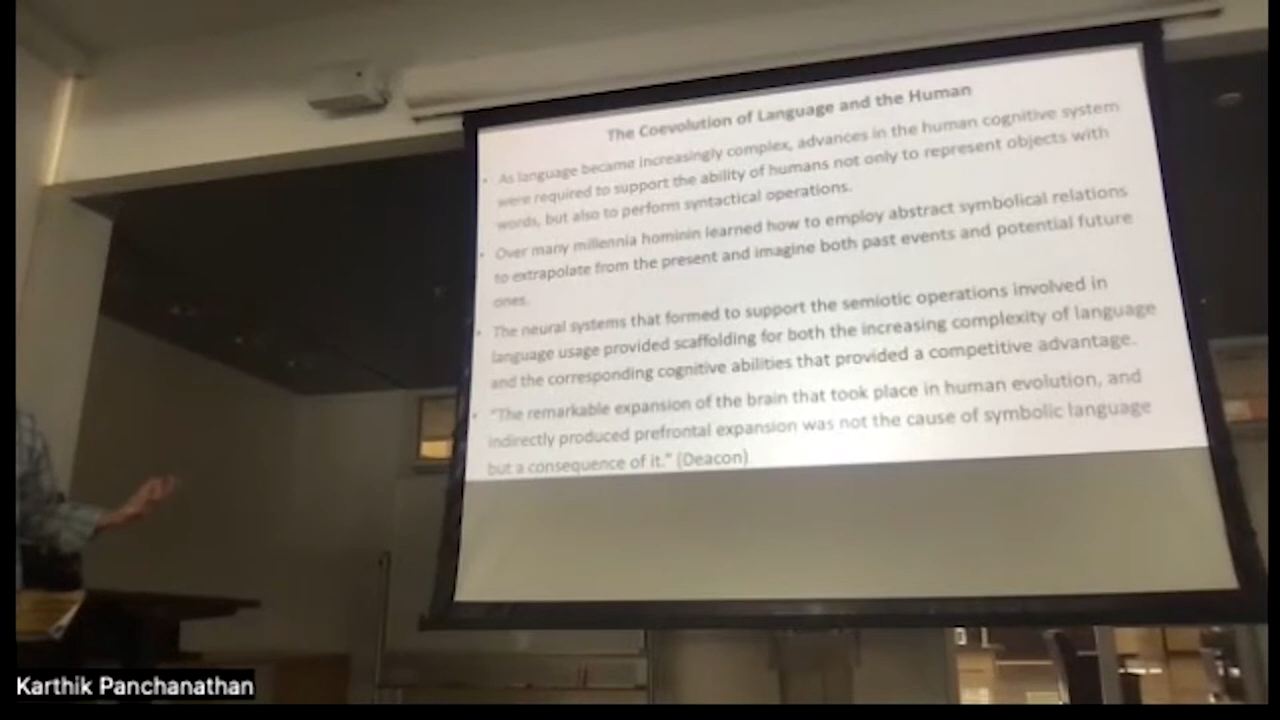 The Coevolution of Language and the Human
• As language became increasingly complex, advances in the human cognitive system
were required to support the ability of humans not only to represent objects with
words, but also to perform syntactical operations.
• Over many millennia hominin learned how to employ abstract symbolical relations
to extrapolate from the present and imagine both past events and potential future
ones.
• The neural systems that formed to support the semiotic operations involved in
language usage provided scaffolding for both the increasing complexity of language
and the corresponding cognitive abilities that provided a competitive advantage.
• "The remarkable expansion of the brain that took place in human evolution, and
indirectly produced prefrontal expansion was not the cause of symbolic language
but a consequence of it." (Deacon)
Karthik Panchanathan